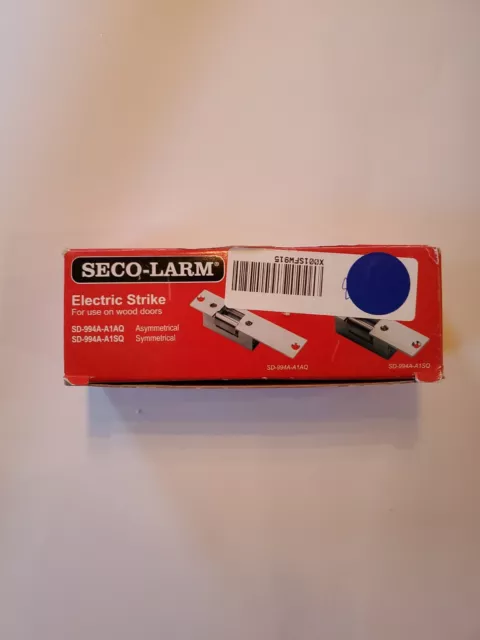 SECO-LARM®
Electric Strike
For use on wood doors
SD-994A-A1AQ Asymmetrical
SD-994A-A1SQ Symmetrical
X001SFW915
SD-994A-A1AQ
SD-994A-A1SQ